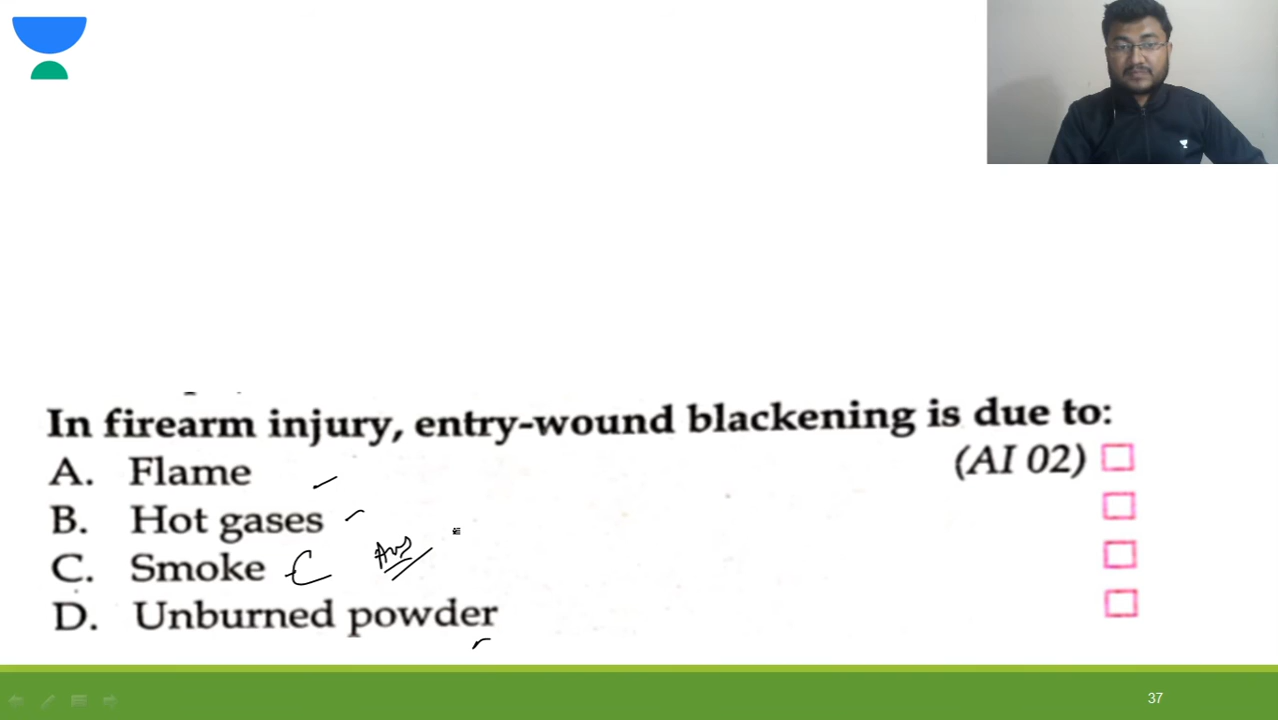 In firearm injury, entry-wound blackening is due to:
A. Flame (AI 02)
B. Hot gases
C. Smoke C Ans
D. Unburned powder
37